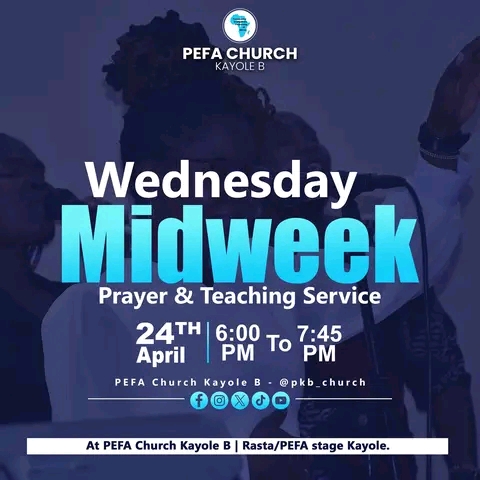 PEFA CHURCH
KAYOLE B
Wednesday
Midweek
Prayer & Teaching Service
24TH April
6:00 PM To 7:45 PM
PEFA Church Kayole B - @pkb_church
At PEFA Church Kayole B | Rasta/PEFA stage Kayole.